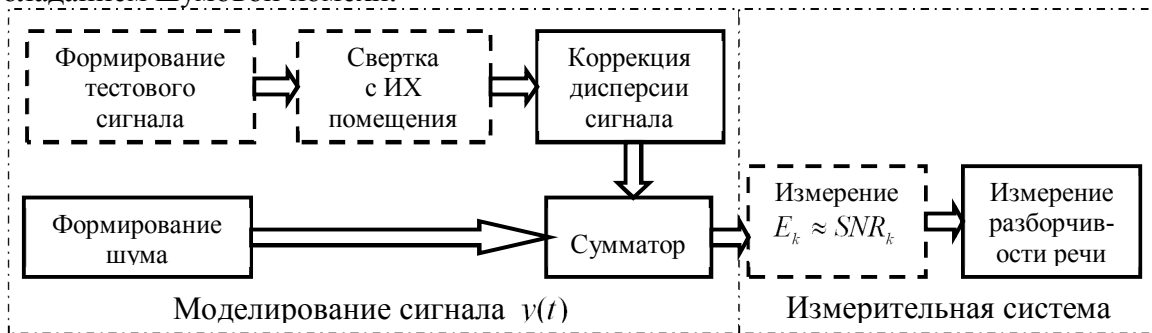 шумовой
Формирование
тестового
сигнала
Свертка
с ИХ
помещения
Коррекция
дисперсии
сигнала
Формирование
шума
Сумматор
Измерение
E_k ≈ SNR_k
Измерение
разборчив-
ости речи
Моделирование сигнала y(t)
Измерительная система